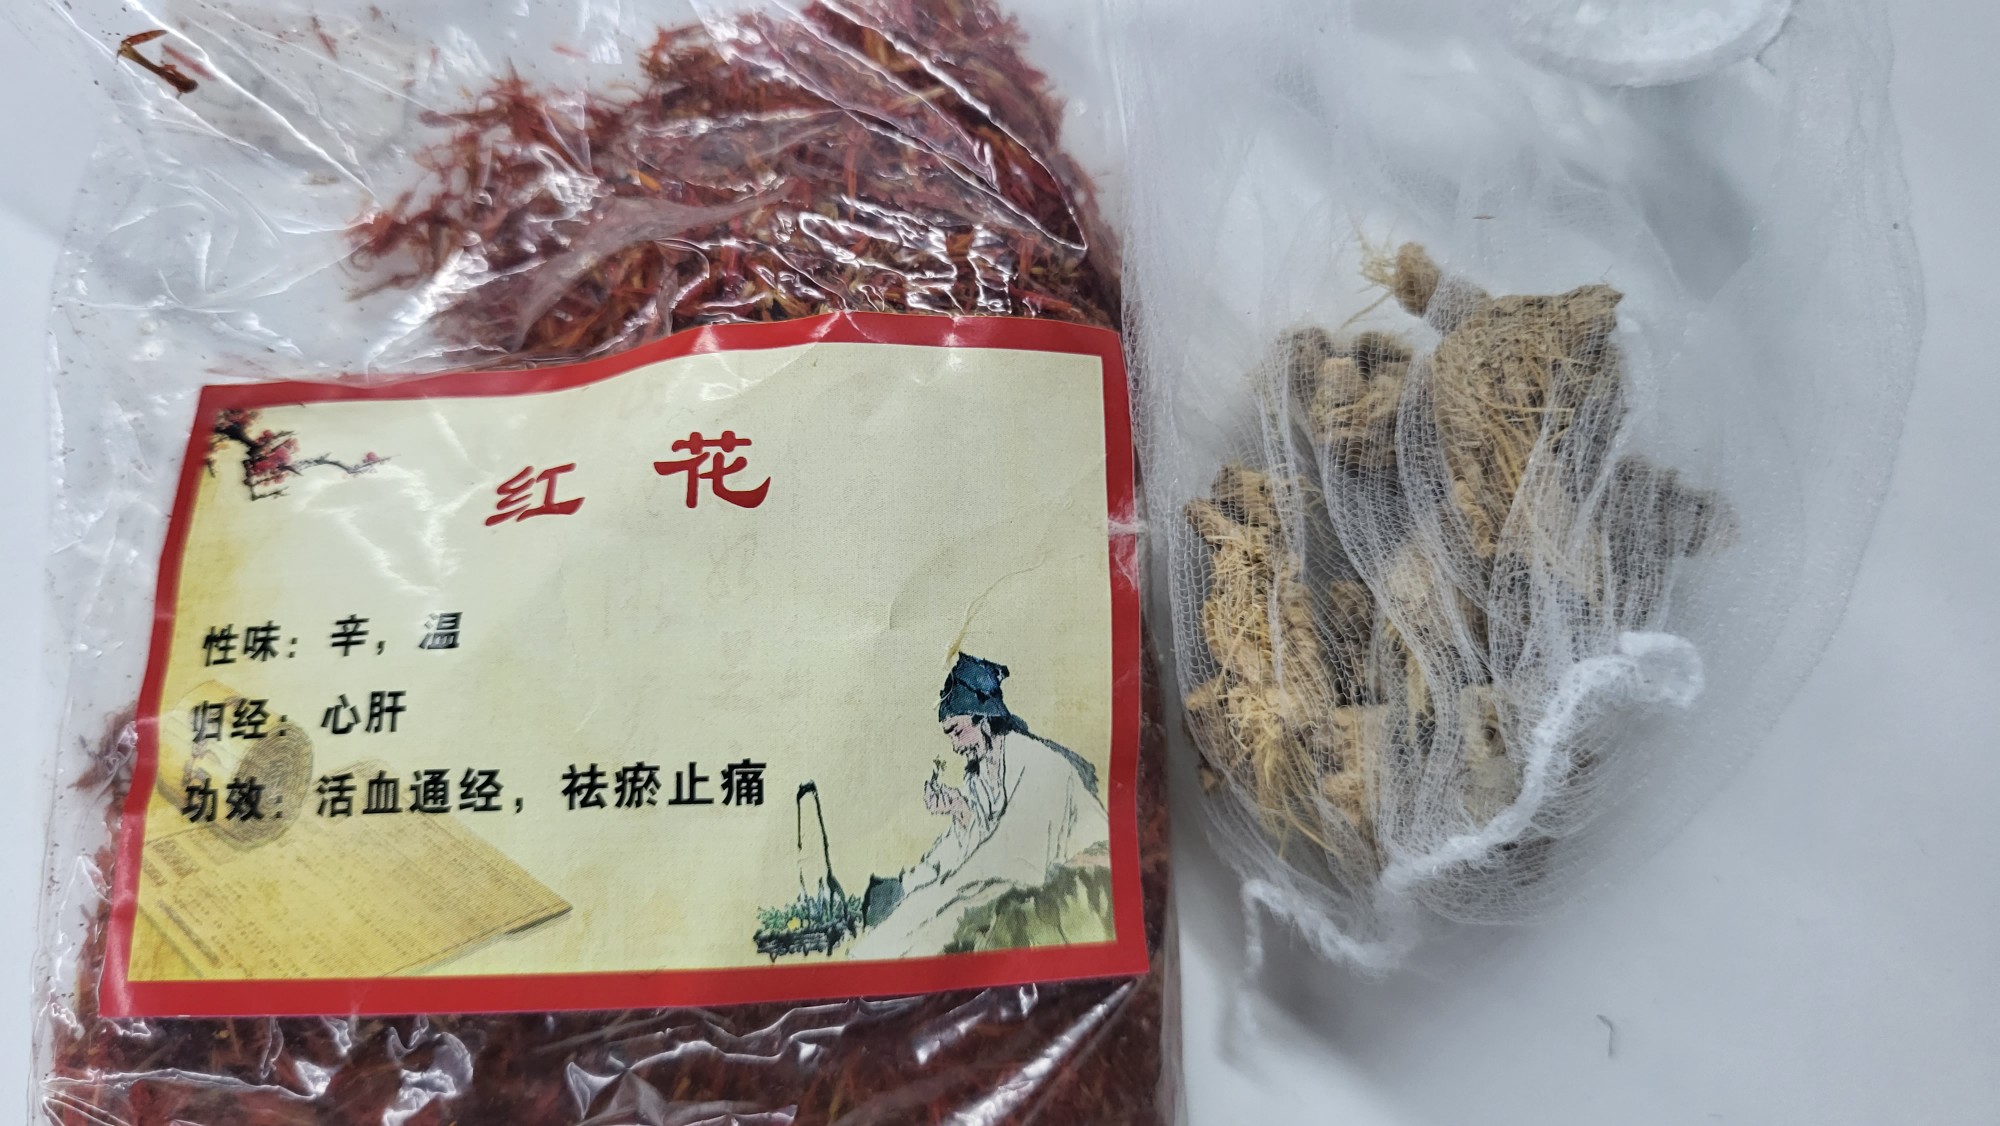 红花
性味：辛，温
归经：心肝
功效：活血通经，祛瘀止痛